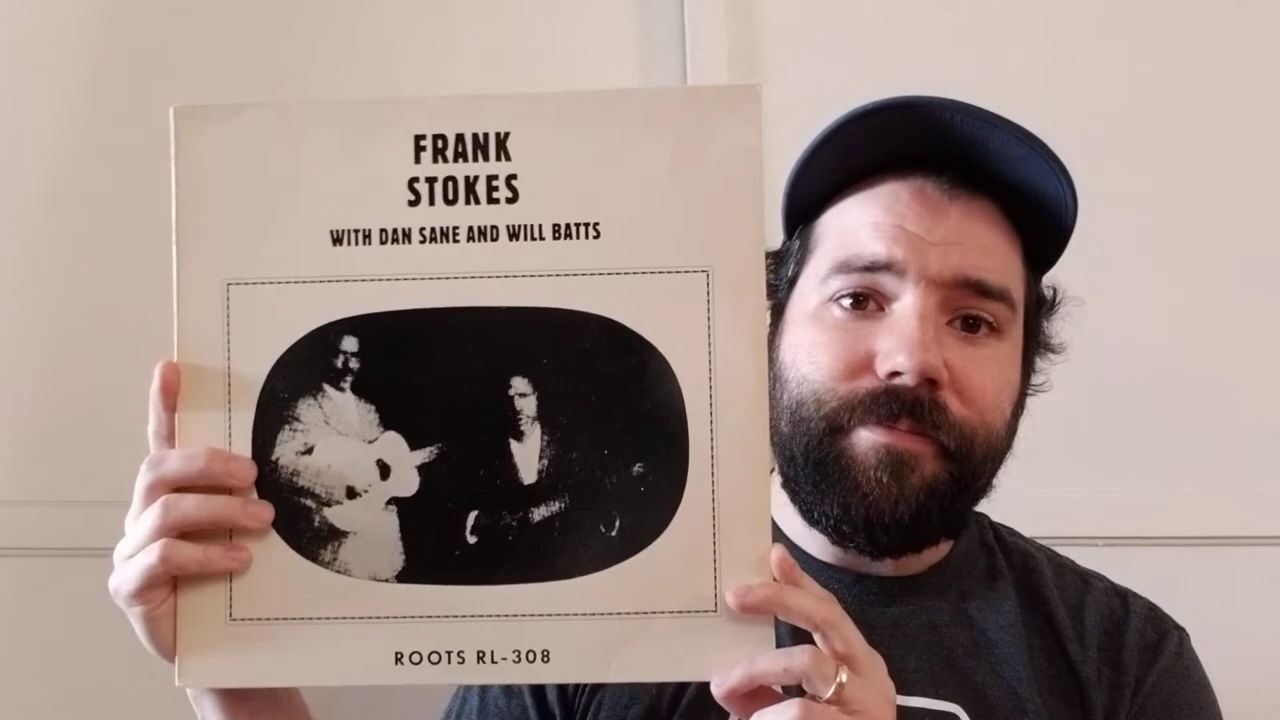 FRANK
STOKES
WITH DAN SANE AND WILL BATTS
ROOTS RL-308